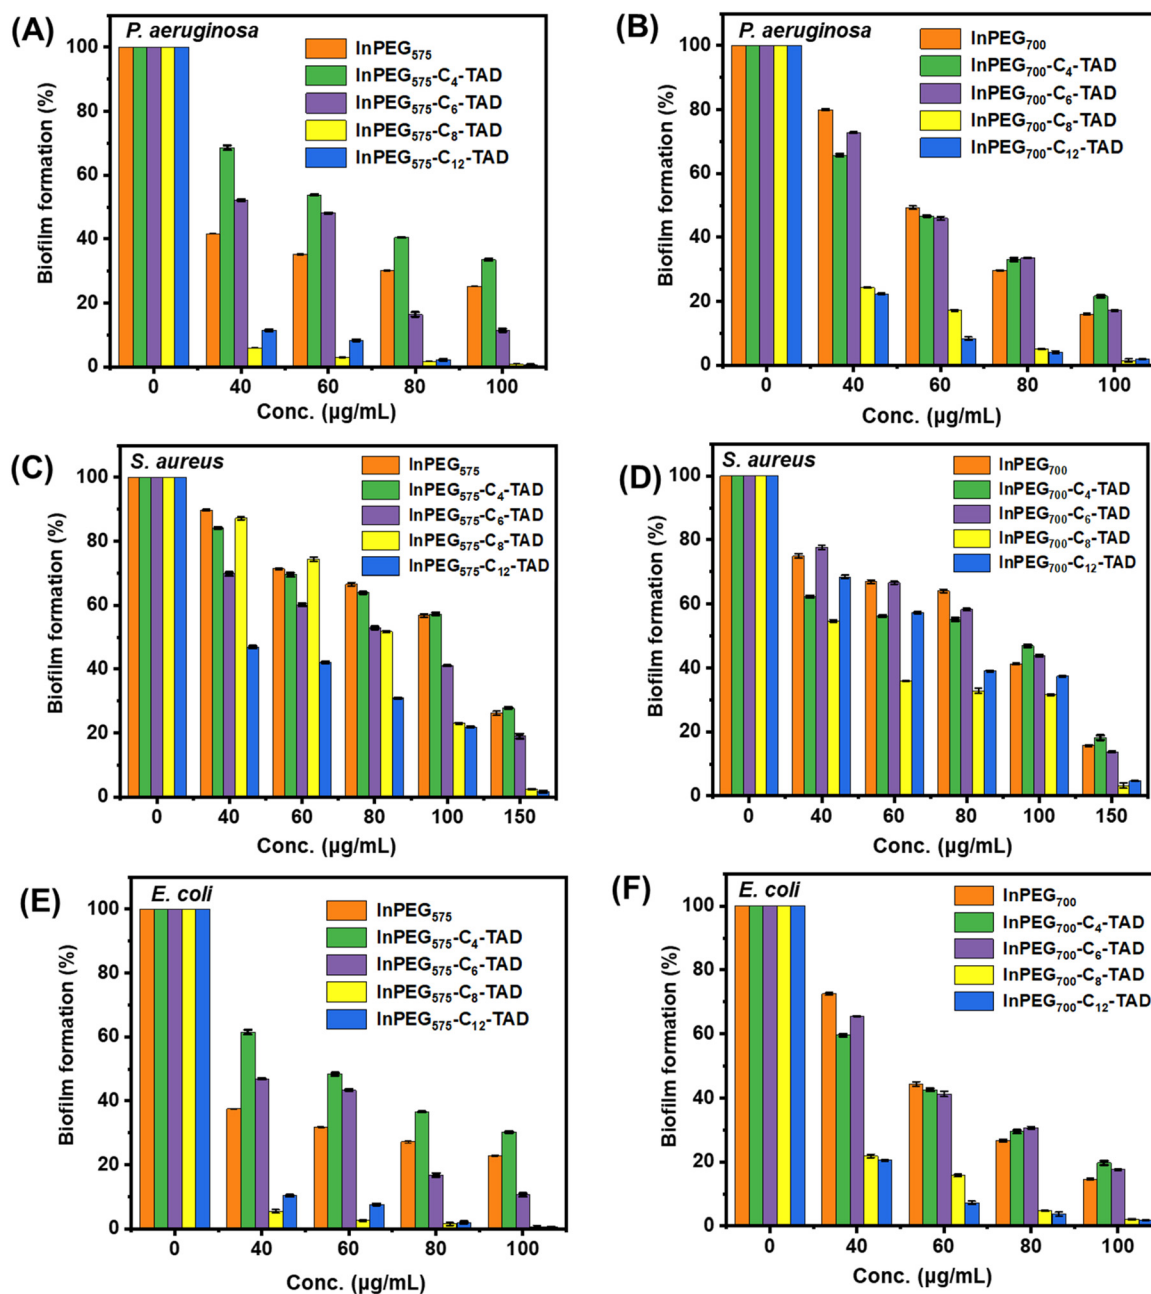 (A)
P. aeruginosa
InPEG₅₇₅
InPEG₅₇₅-C₄-TAD
InPEG₅₇₅-C₆-TAD
InPEG₅₇₅-C₈-TAD
InPEG₅₇₅-C₁₂-TAD
Biofilm formation (%)
100
80
60
40
20
0
0 40 60 80 100
Conc. (µg/mL)
(B)
P. aeruginosa
InPEG₇₀₀
InPEG₇₀₀-C₄-TAD
InPEG₇₀₀-C₆-TAD
InPEG₇₀₀-C₈-TAD
InPEG₇₀₀-C₁₂-TAD
Biofilm formation (%)
100
80
60
40
20
0
0 40 60 80 100
Conc. (µg/mL)
(C)
S. aureus
InPEG₅₇₅
InPEG₅₇₅-C₄-TAD
InPEG₅₇₅-C₆-TAD
InPEG₅₇₅-C₈-TAD
InPEG₅₇₅-C₁₂-TAD
Biofilm formation (%)
100
80
60
40
20
0
0 40 60 80 100 150
Conc. (µg/mL)
(D)
S. aureus
InPEG₇₀₀
InPEG₇₀₀-C₄-TAD
InPEG₇₀₀-C₆-TAD
InPEG₇₀₀-C₈-TAD
InPEG₇₀₀-C₁₂-TAD
Biofilm formation (%)
100
80
60
40
20
0
0 40 60 80 100 150
Conc. (µg/mL)
(E)
E. coli
InPEG₅₇₅
InPEG₅₇₅-C₄-TAD
InPEG₅₇₅-C₆-TAD
InPEG₅₇₅-C₈-TAD
InPEG₅₇₅-C₁₂-TAD
Biofilm formation (%)
100
80
60
40
20
0
0 40 60 80 100
Conc. (µg/mL)
(F)
E. coli
InPEG₇₀₀
InPEG₇₀₀-C₄-TAD
InPEG₇₀₀-C₆-TAD
InPEG₇₀₀-C₈-TAD
InPEG₇₀₀-C₁₂-TAD
Biofilm formation (%)
100
80
60
40
20
0
0 40 60 80 100
Conc. (µg/mL)